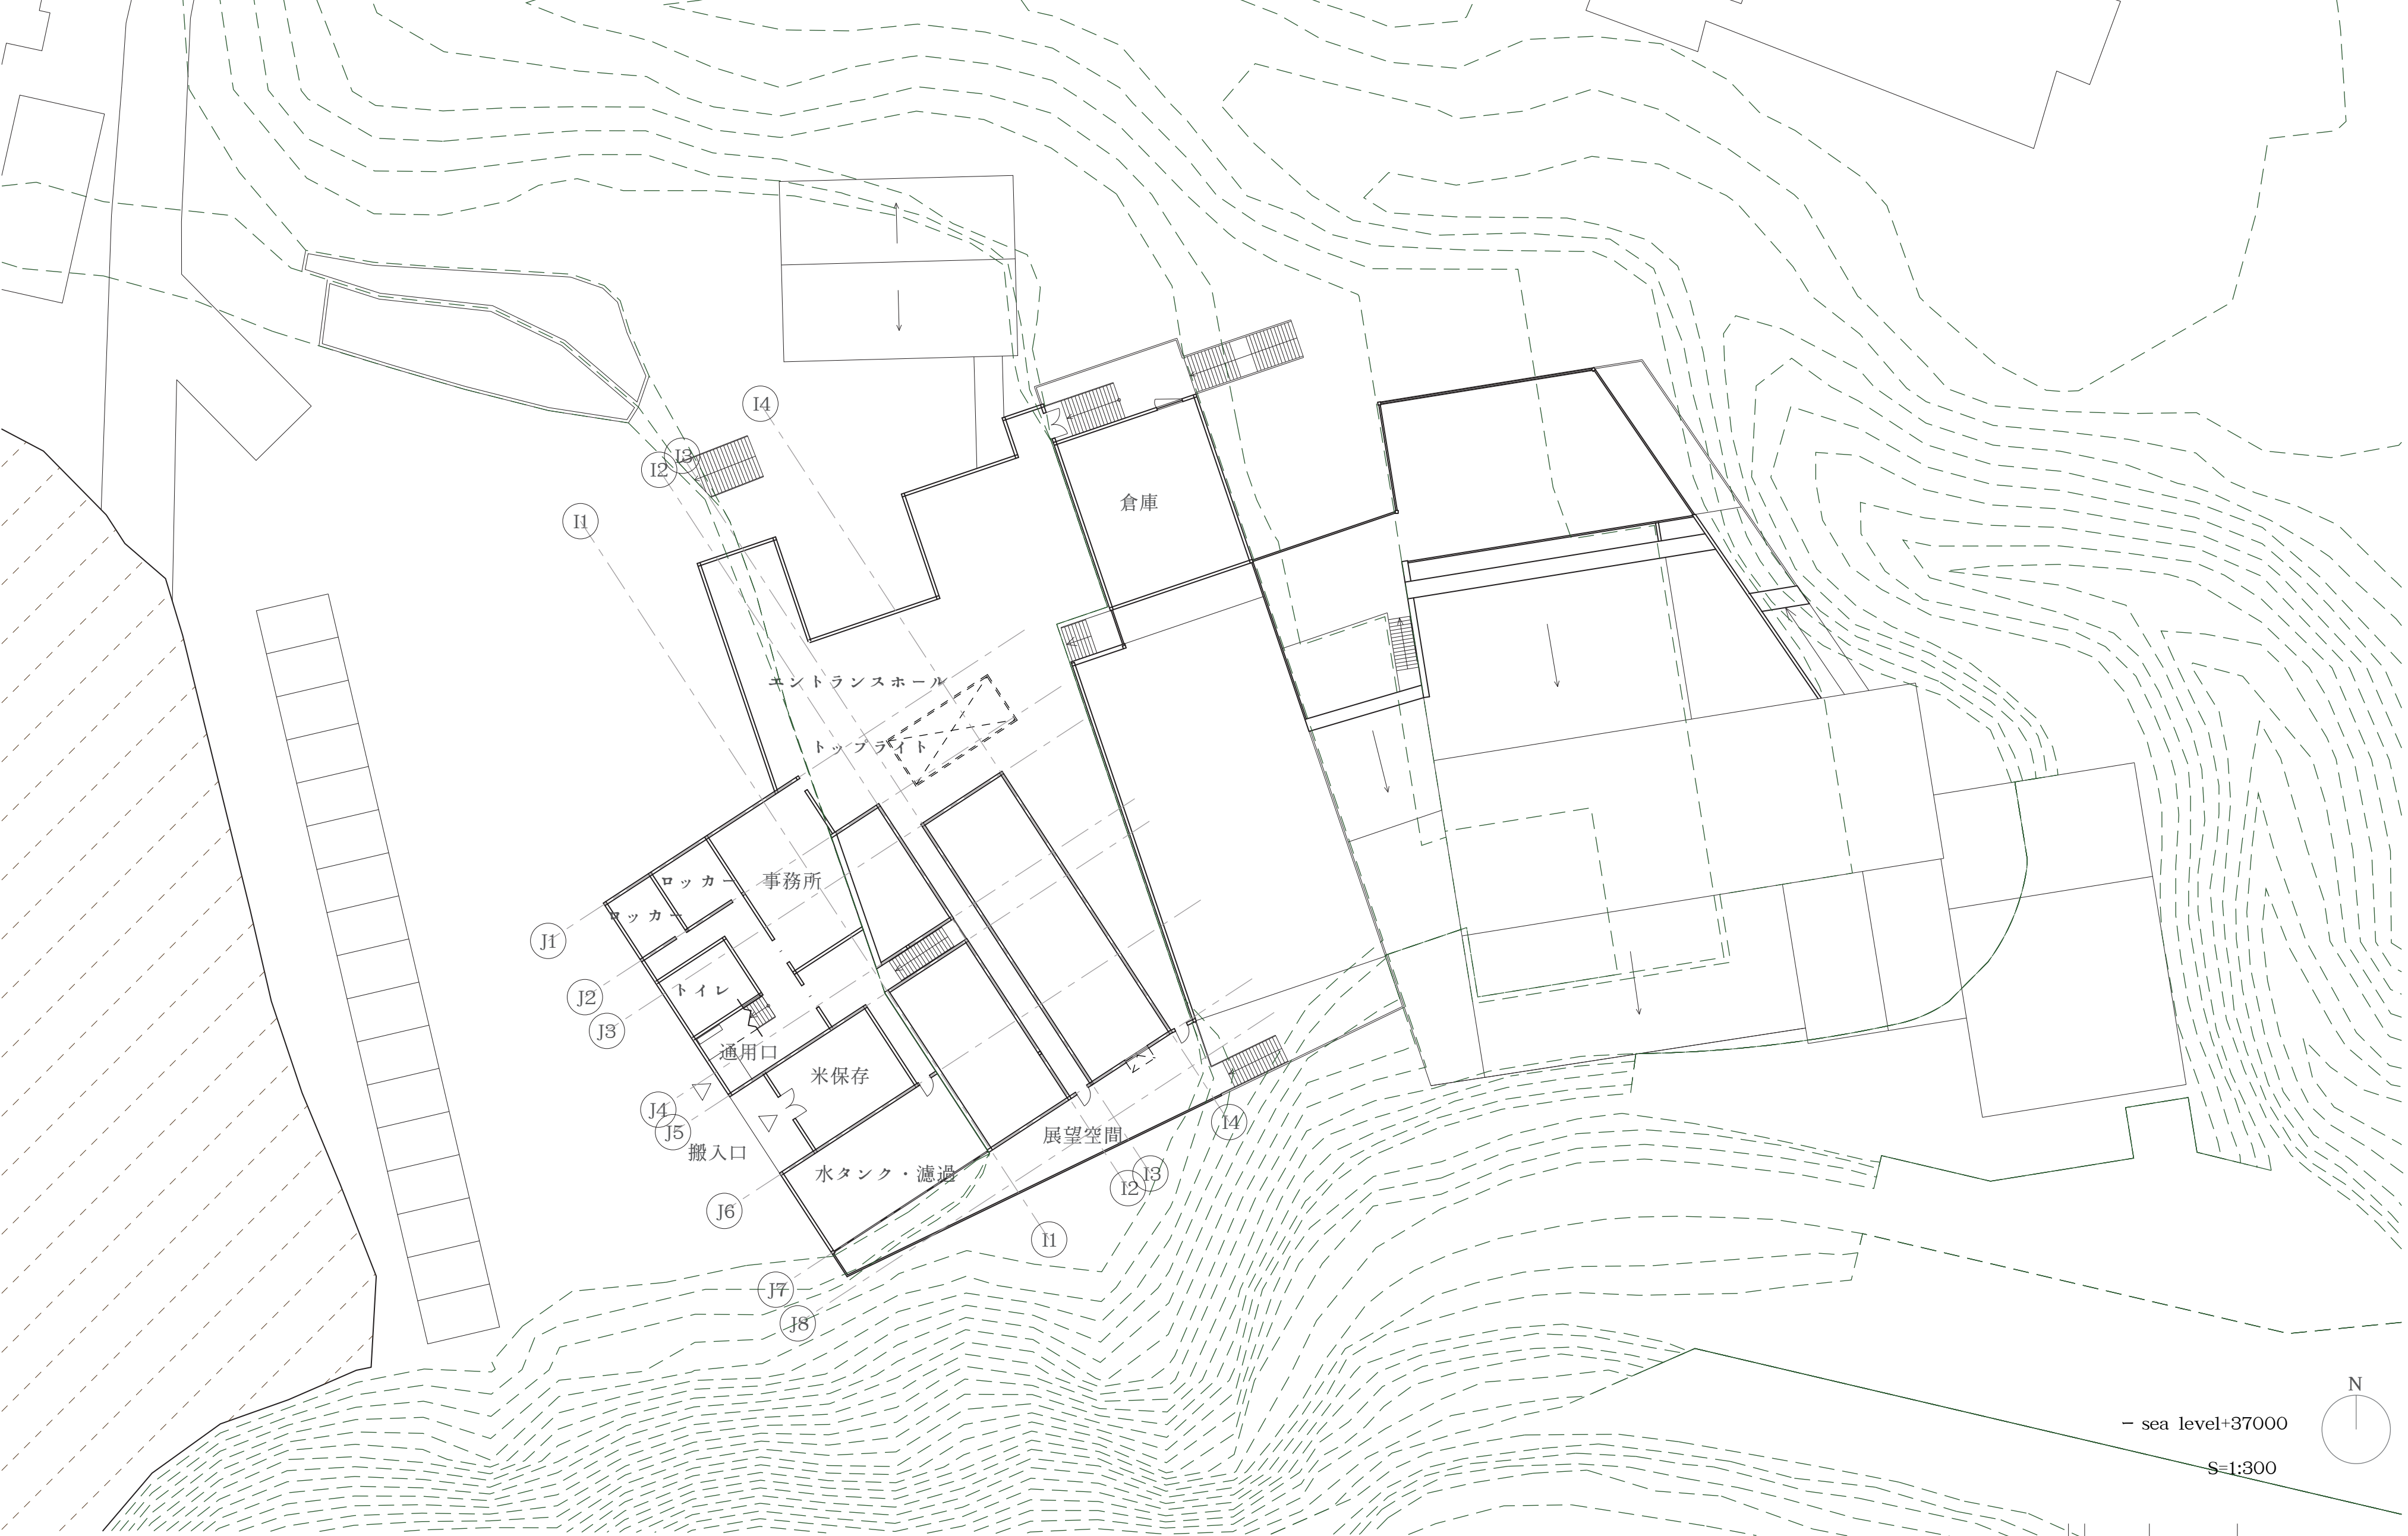 I4
I3
I2
I1
倉庫
エントランスホール
トップライト
ロッカー
事務所
ロッカー
J1
トイレ
J2
J3
通用口
米保存
J4
J5
I4
展望空間
搬入口
水タンク・濾過
I3
I2
J6
I1
J7
J8
N
− sea level+37000
S=1:300